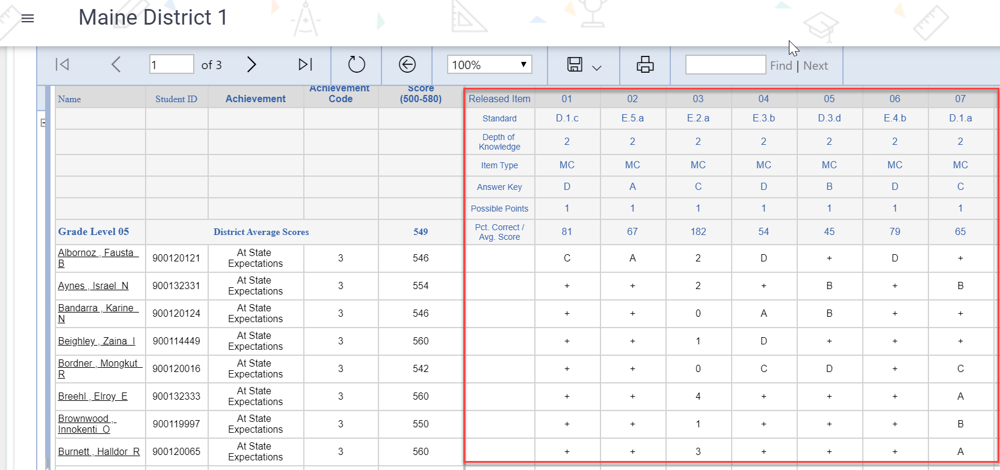 Maine District 1
1 of 3 100% Find | Next
Achievement Score
Name Student ID Achievement Code (500-580) Released Item 01 02 03 04 05 06 07
Standard D.1.c E.5.a E.2.a E.3.b D.3.d E.4.b D.1.a
Depth of
Knowledge 2 2 2 2 2 2 2
Item Type MC MC MC MC MC MC MC
Answer Key D A C D B D C
Possible Points 1 1 1 1 1 1 1
Grade Level 05 District Average Scores 549 Pct. Correct / 81 67 182 54 45 79 65
Avg. Score
Albornoz , Fausta 900120121 At State 3 546 C A 2 D + D +
B Expectations
Aynes , Israel N 900132331 At State 3 554 + + 2 + B + B
Expectations
Bandarra , Karine 900120124 At State 3 546 + + 0 A B + +
N Expectations
Beighley , Zaina I 900114449 At State 3 560 + + 1 D + + +
Expectations
Bordner , Mongkut 900120016 At State 3 542 + + 0 C D + C
R Expectations
Breehl , Elroy E 900132333 At State 3 560 + + 4 + + + A
Expectations
Brownwood , 900119997 At State 3 550 + + 1 + + + B
Innokenti O Expectations
Burnett , Halldor R 900120065 At State 3 560 + + 3 + + + A
Expectations